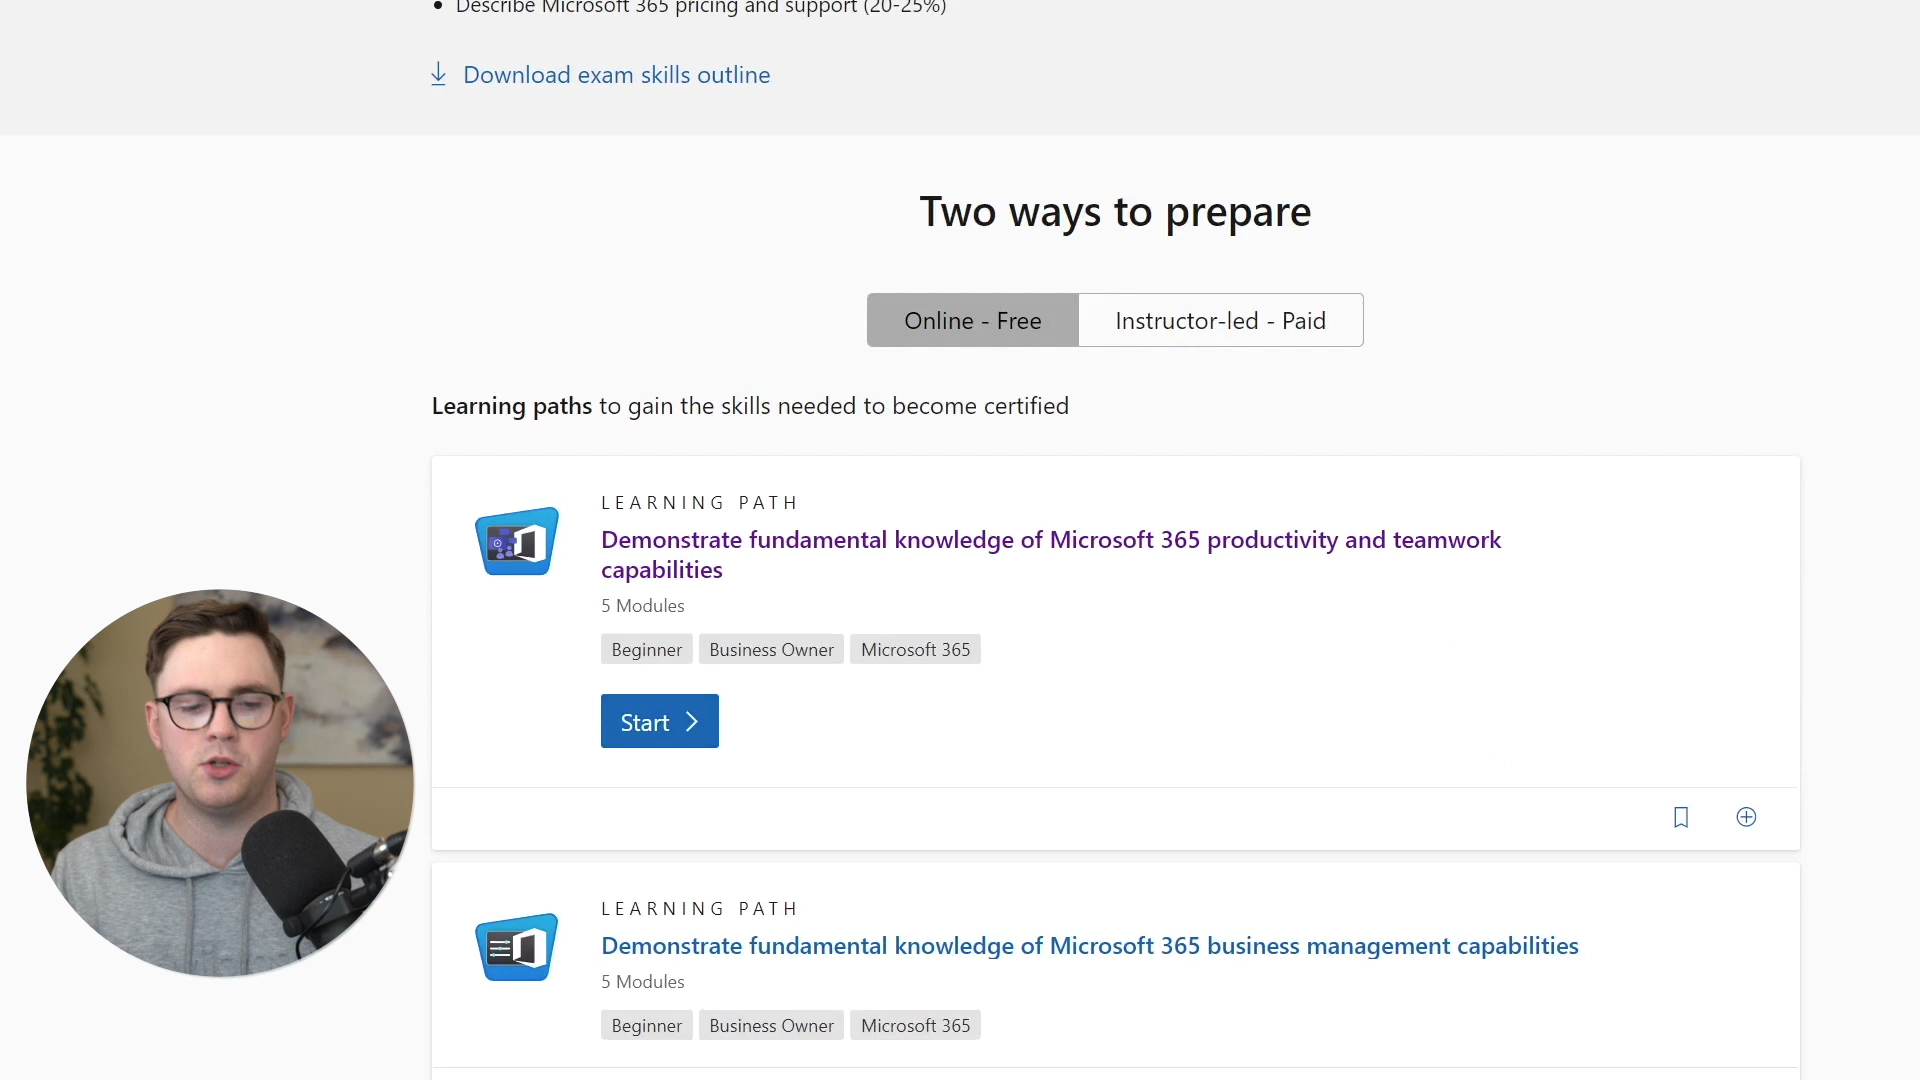 Describe Microsoft 365 pricing and support (20-25%)
Download exam skills outline
Two ways to prepare
Online - Free
Instructor-led - Paid
Learning paths to gain the skills needed to become certified
LEARNING PATH
Demonstrate fundamental knowledge of Microsoft 365 productivity and teamwork
capabilities
5 Modules
Beginner Business Owner Microsoft 365
Start
LEARNING PATH
Demonstrate fundamental knowledge of Microsoft 365 business management capabilities
5 Modules
Beginner Business Owner Microsoft 365